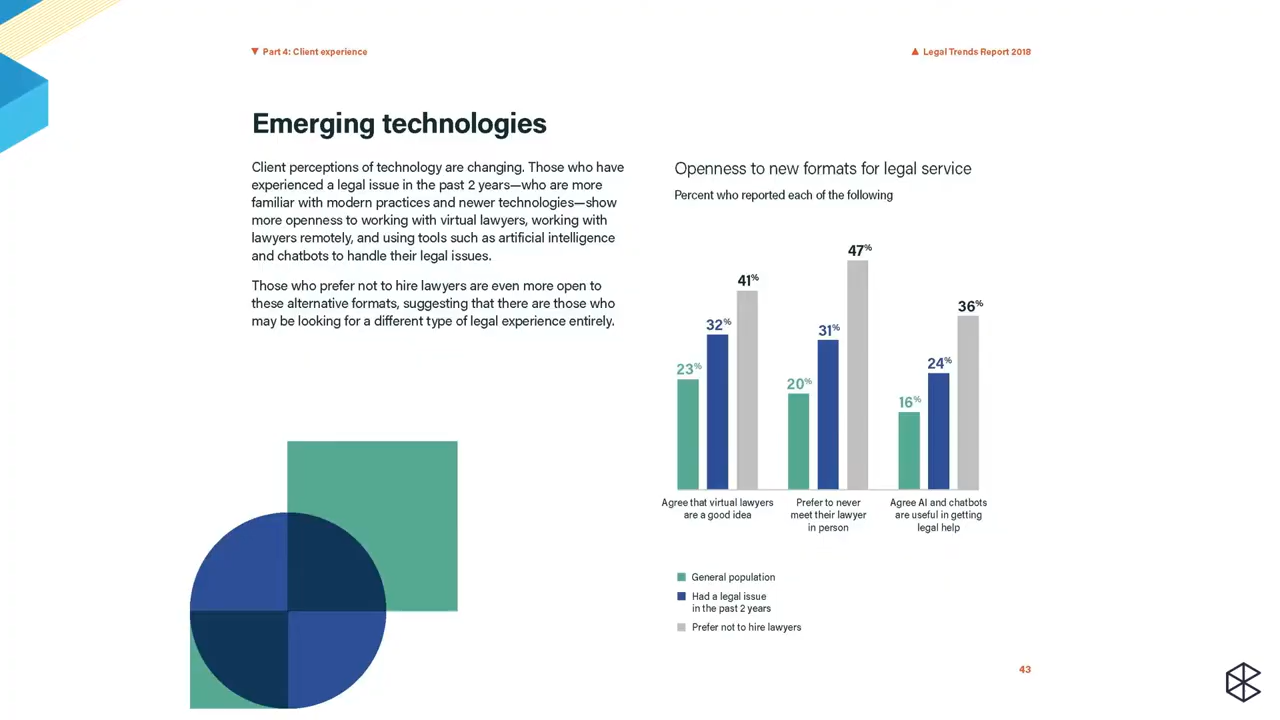 Part 4: Client experience
Legal Trends Report 2018
Emerging technologies
Client perceptions of technology are changing. Those who have
experienced a legal issue in the past 2 years—who are more
familiar with modern practices and newer technologies—show
more openness to working with virtual lawyers, working with
lawyers remotely, and using tools such as artificial intelligence
and chatbots to handle their legal issues.
Those who prefer not to hire lawyers are even more open to
these alternative formats, suggesting that there are those who
may be looking for a different type of legal experience entirely.
Openness to new formats for legal service
Percent who reported each of the following
23%
32%
41%
20%
31%
47%
16%
24%
36%
Agree that virtual lawyers
are a good idea
Prefer to never
meet their lawyer
in person
Agree AI and chatbots
are useful in getting
legal help
General population
Had a legal issue
in the past 2 years
Prefer not to hire lawyers
43